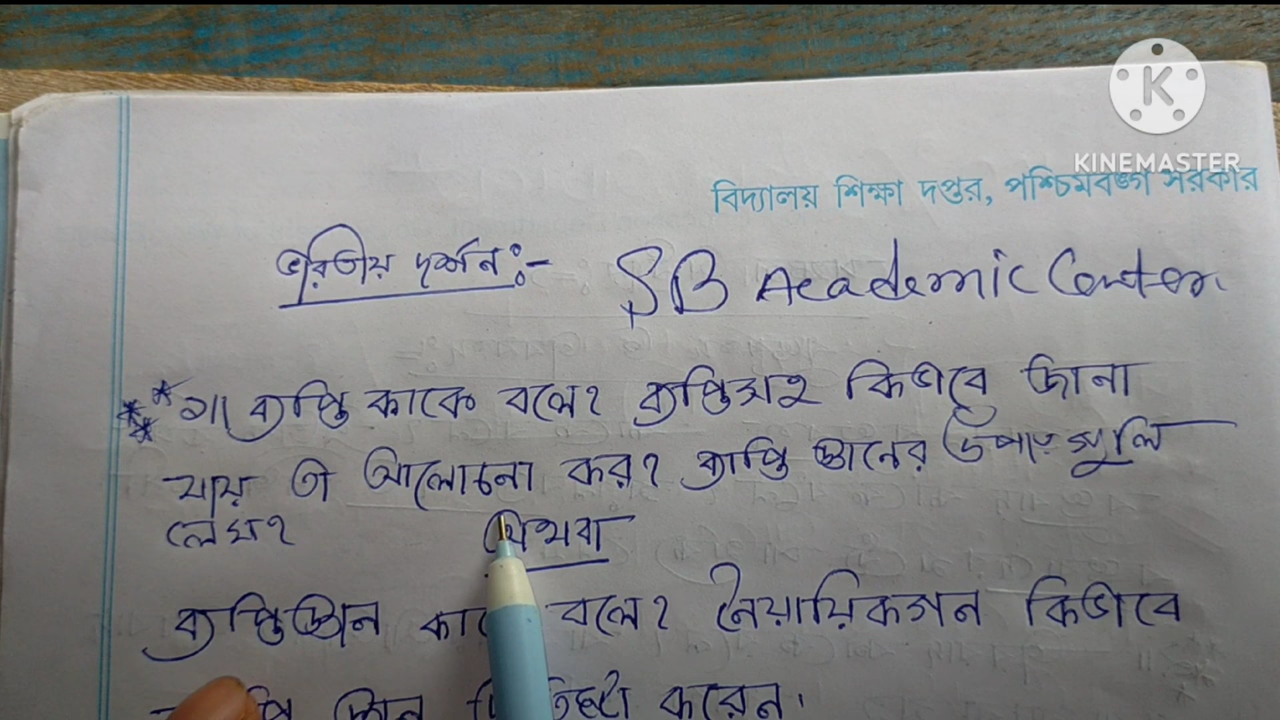 KINEMASTER
বিদ্যালয় শিক্ষা দপ্তর, পশ্চিমবঙ্গ সরকার
ভারতীয় দর্শন:- SB Academic Center.
১। ব্যাপ্তি কাকে বলে? ব্যাপ্তিগ্রহ কিভাবে জানা
যায় তা আলোচনা কর? ব্যাপ্তি জ্ঞানের উপায় গুলি
লেখ?
অথবা
ব্যাপ্তিজ্ঞান কাকে বলে? নৈয়ায়িকগন কিভাবে
জ্ঞান করেন।